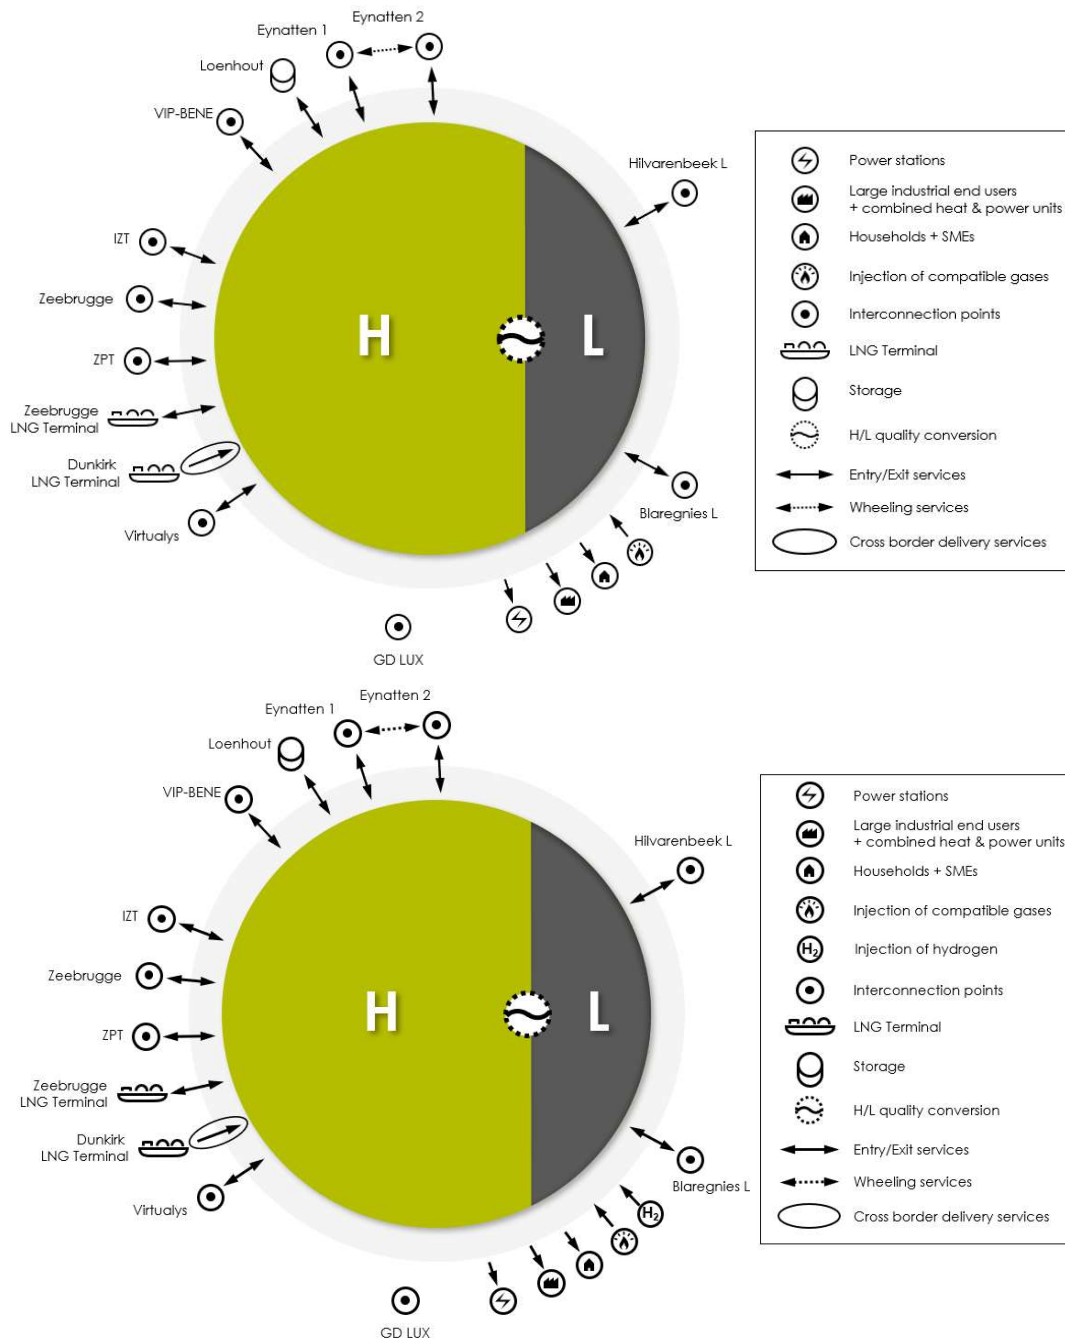 Eynatten 2
Eynatten 1
Loenhout
VIP-BENE
Hilvarenbeek L
IZT
Zeebrugge
ZPT
Zeebrugge
LNG Terminal
Dunkirk
LNG Terminal
Virtualys
H
L
Blaregnies L
GD LUX
Power stations
Large industrial end users
+ combined heat & power units
Households + SMEs
Injection of compatible gases
Interconnection points
LNG Terminal
Storage
H/L quality conversion
Entry/Exit services
Wheeling services
Cross border delivery services
Eynatten 2
Eynatten 1
Loenhout
VIP-BENE
Hilvarenbeek L
IZT
Zeebrugge
ZPT
Zeebrugge
LNG Terminal
Dunkirk
LNG Terminal
Virtualys
H
L
Blaregnies L
H2
GD LUX
Power stations
Large industrial end users
+ combined heat & power units
Households + SMEs
Injection of compatible gases
H2 Injection of hydrogen
Interconnection points
LNG Terminal
Storage
H/L quality conversion
Entry/Exit services
Wheeling services
Cross border delivery services